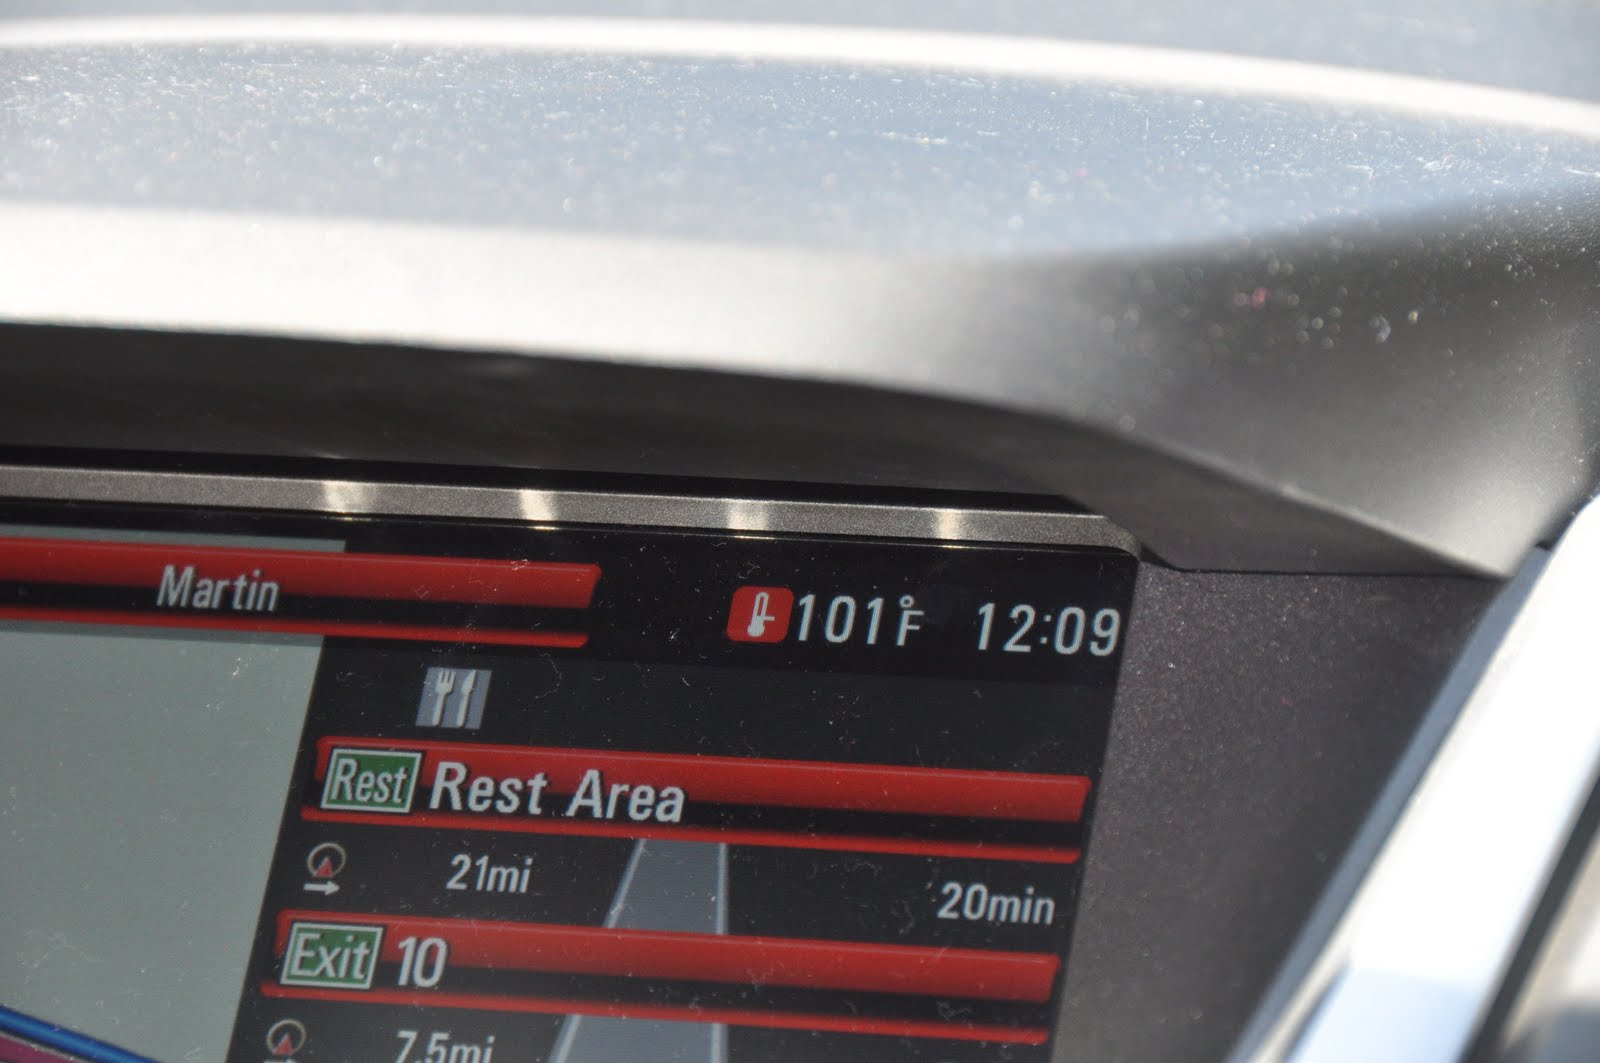 Martin
101°F 12:09
Rest Rest Area
21mi 20min
Exit 10
7.5mi